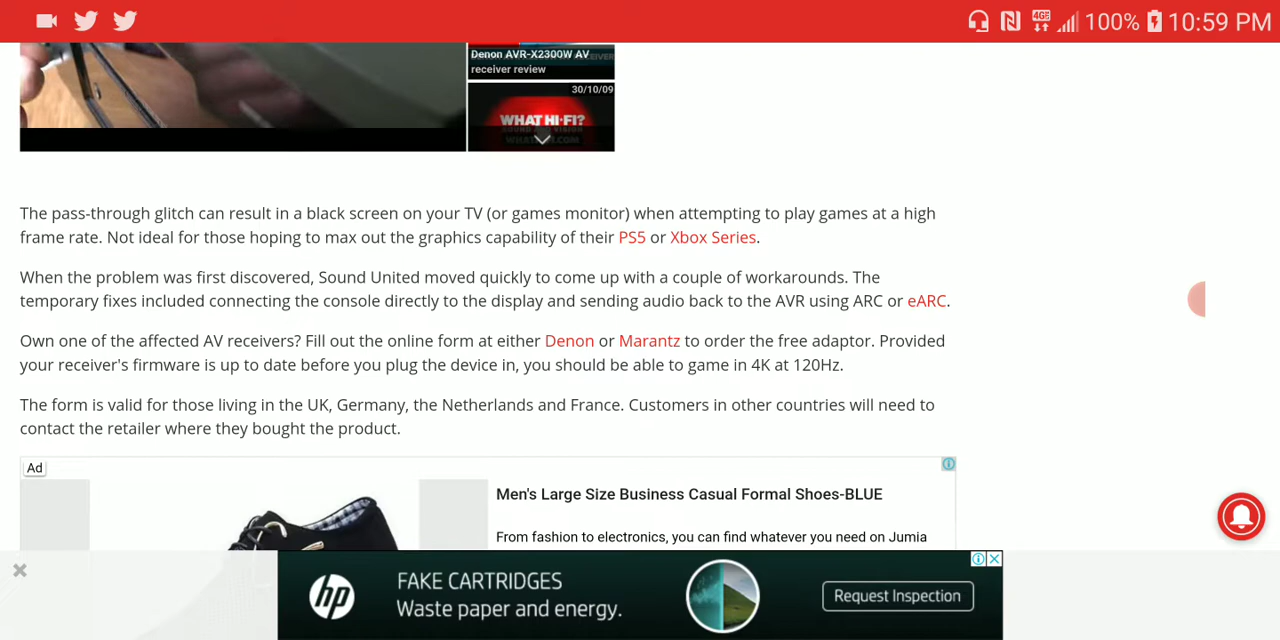 4GE 100% 10:59 PM
Denon AVR-X2300W AV
receiver review
30/10/09
WHAT HI-FI?
SOUND AND VISION
The pass-through glitch can result in a black screen on your TV (or games monitor) when attempting to play games at a high
frame rate. Not ideal for those hoping to max out the graphics capability of their PS5 or Xbox Series.
When the problem was first discovered, Sound United moved quickly to come up with a couple of workarounds. The
temporary fixes included connecting the console directly to the display and sending audio back to the AVR using ARC or eARC.
Own one of the affected AV receivers? Fill out the online form at either Denon or Marantz to order the free adaptor. Provided
your receiver's firmware is up to date before you plug the device in, you should be able to game in 4K at 120Hz.
The form is valid for those living in the UK, Germany, the Netherlands and France. Customers in other countries will need to
contact the retailer where they bought the product.
Ad
Men's Large Size Business Casual Formal Shoes-BLUE
From fashion to electronics, you can find whatever you need on Jumia
hp
FAKE CARTRIDGES
Waste paper and energy.
Request Inspection